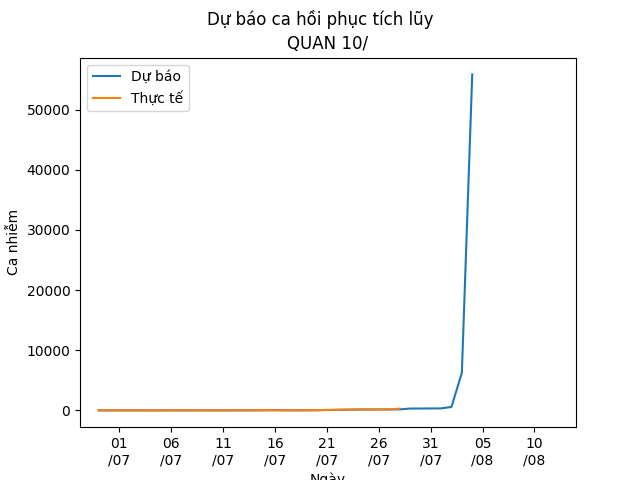 Dự báo ca hồi phục tích lũy
QUAN 10/
Dự báo
Thực tế
Ca nhiễm
50000
40000
30000
20000
10000
0
01 06 11 16 21 26 31 05 10
/07 /07 /07 /07 /07 /07 /07 /08 /08
Ngày